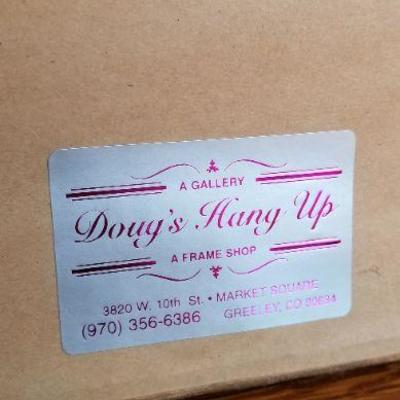 A GALLERY
Doug's Hang Up
A FRAME SHOP
3820 W. 10th St. • MARKET SQUARE
(970) 356-6386 GREELEY, CO 80634